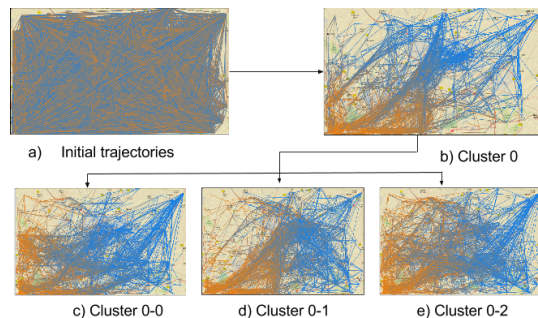 a) Initial trajectories
b) Cluster 0
c) Cluster 0-0
d) Cluster 0-1
e) Cluster 0-2